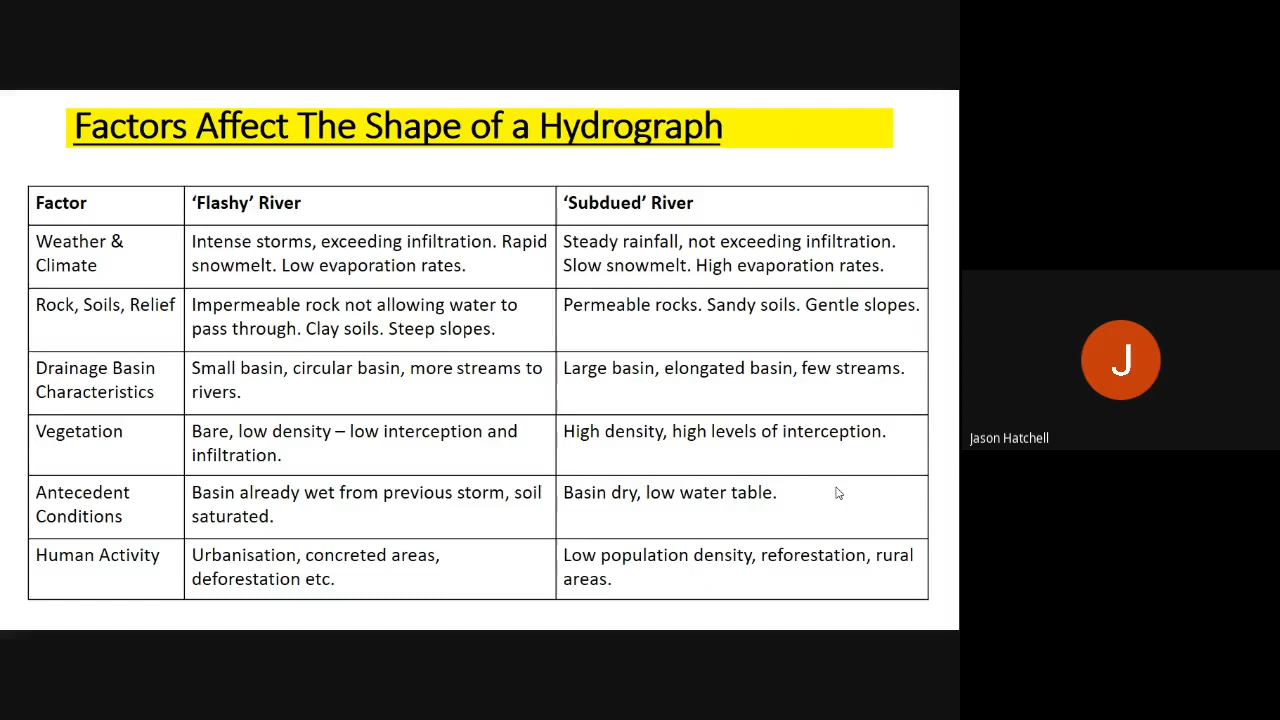 Factors Affect The Shape of a Hydrograph
Factor
‘Flashy’ River
‘Subdued’ River
Weather &
Climate
Intense storms, exceeding infiltration. Rapid
snowmelt. Low evaporation rates.
Steady rainfall, not exceeding infiltration.
Slow snowmelt. High evaporation rates.
Rock, Soils, Relief
Impermeable rock not allowing water to
pass through. Clay soils. Steep slopes.
Permeable rocks. Sandy soils. Gentle slopes.
Drainage Basin
Characteristics
Small basin, circular basin, more streams to
rivers.
Large basin, elongated basin, few streams.
Vegetation
Bare, low density – low interception and
infiltration.
High density, high levels of interception.
Antecedent
Conditions
Basin already wet from previous storm, soil
saturated.
Basin dry, low water table.
Human Activity
Urbanisation, concreted areas,
deforestation etc.
Low population density, reforestation, rural
areas.
J
Jason Hatchell